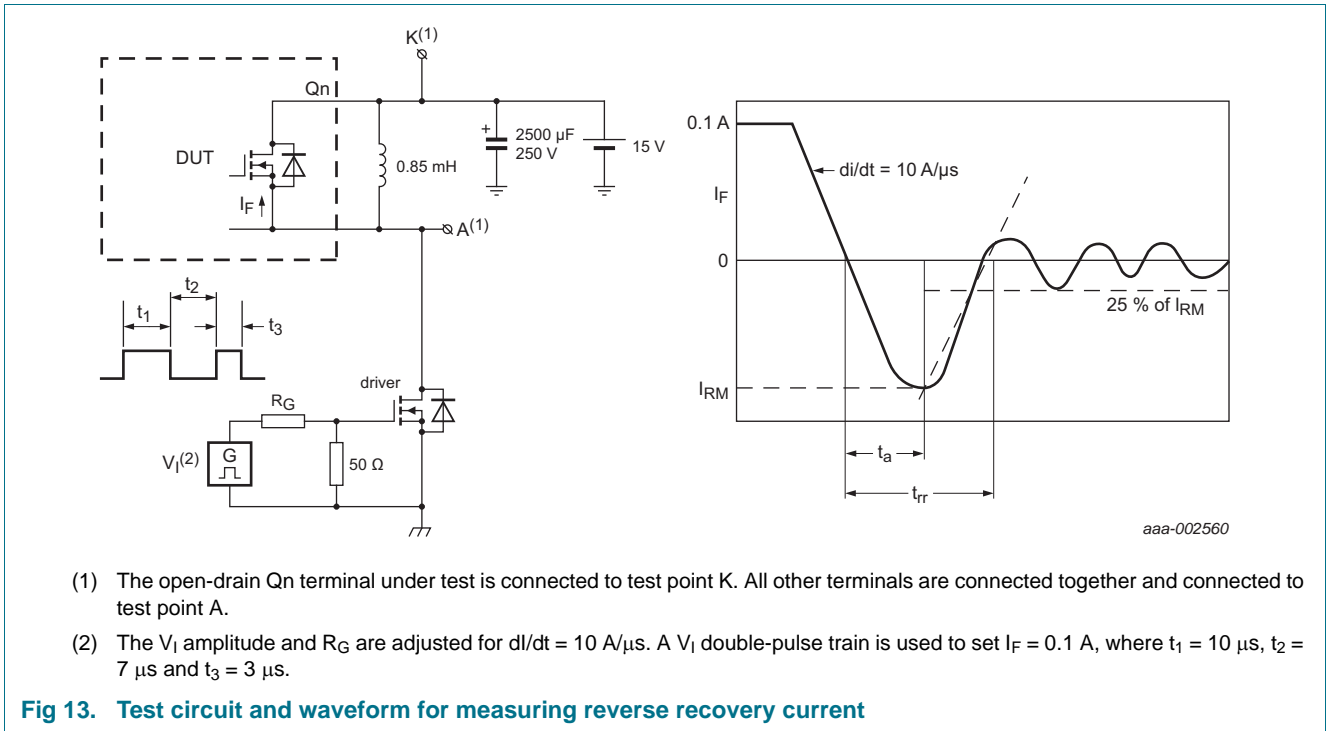 K(1)
Qn
DUT
IF
0.85 mH
+
2500 μF
250 V
15 V
A(1)
t1
t2
t3
driver
RG
VI(2)
G
50 Ω
0.1 A
di/dt = 10 A/μs
IF
0
25 % of IRM
IRM
ta
trr
aaa-002560
(1) The open-drain Qn terminal under test is connected to test point K. All other terminals are connected together and connected to
test point A.
(2) The VI amplitude and RG are adjusted for dI/dt = 10 A/μs. A VI double-pulse train is used to set IF = 0.1 A, where t1 = 10 μs, t2 =
7 μs and t3 = 3 μs.
Fig 13. Test circuit and waveform for measuring reverse recovery current